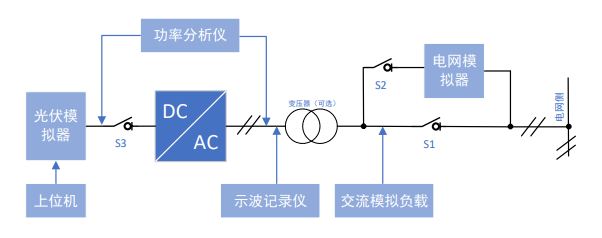 功率分析仪
电网模
拟器
S2
变压器（可选）
电网侧
光伏模
拟器
S3
DC
AC
S1
上位机
示波记录仪
交流模拟负载